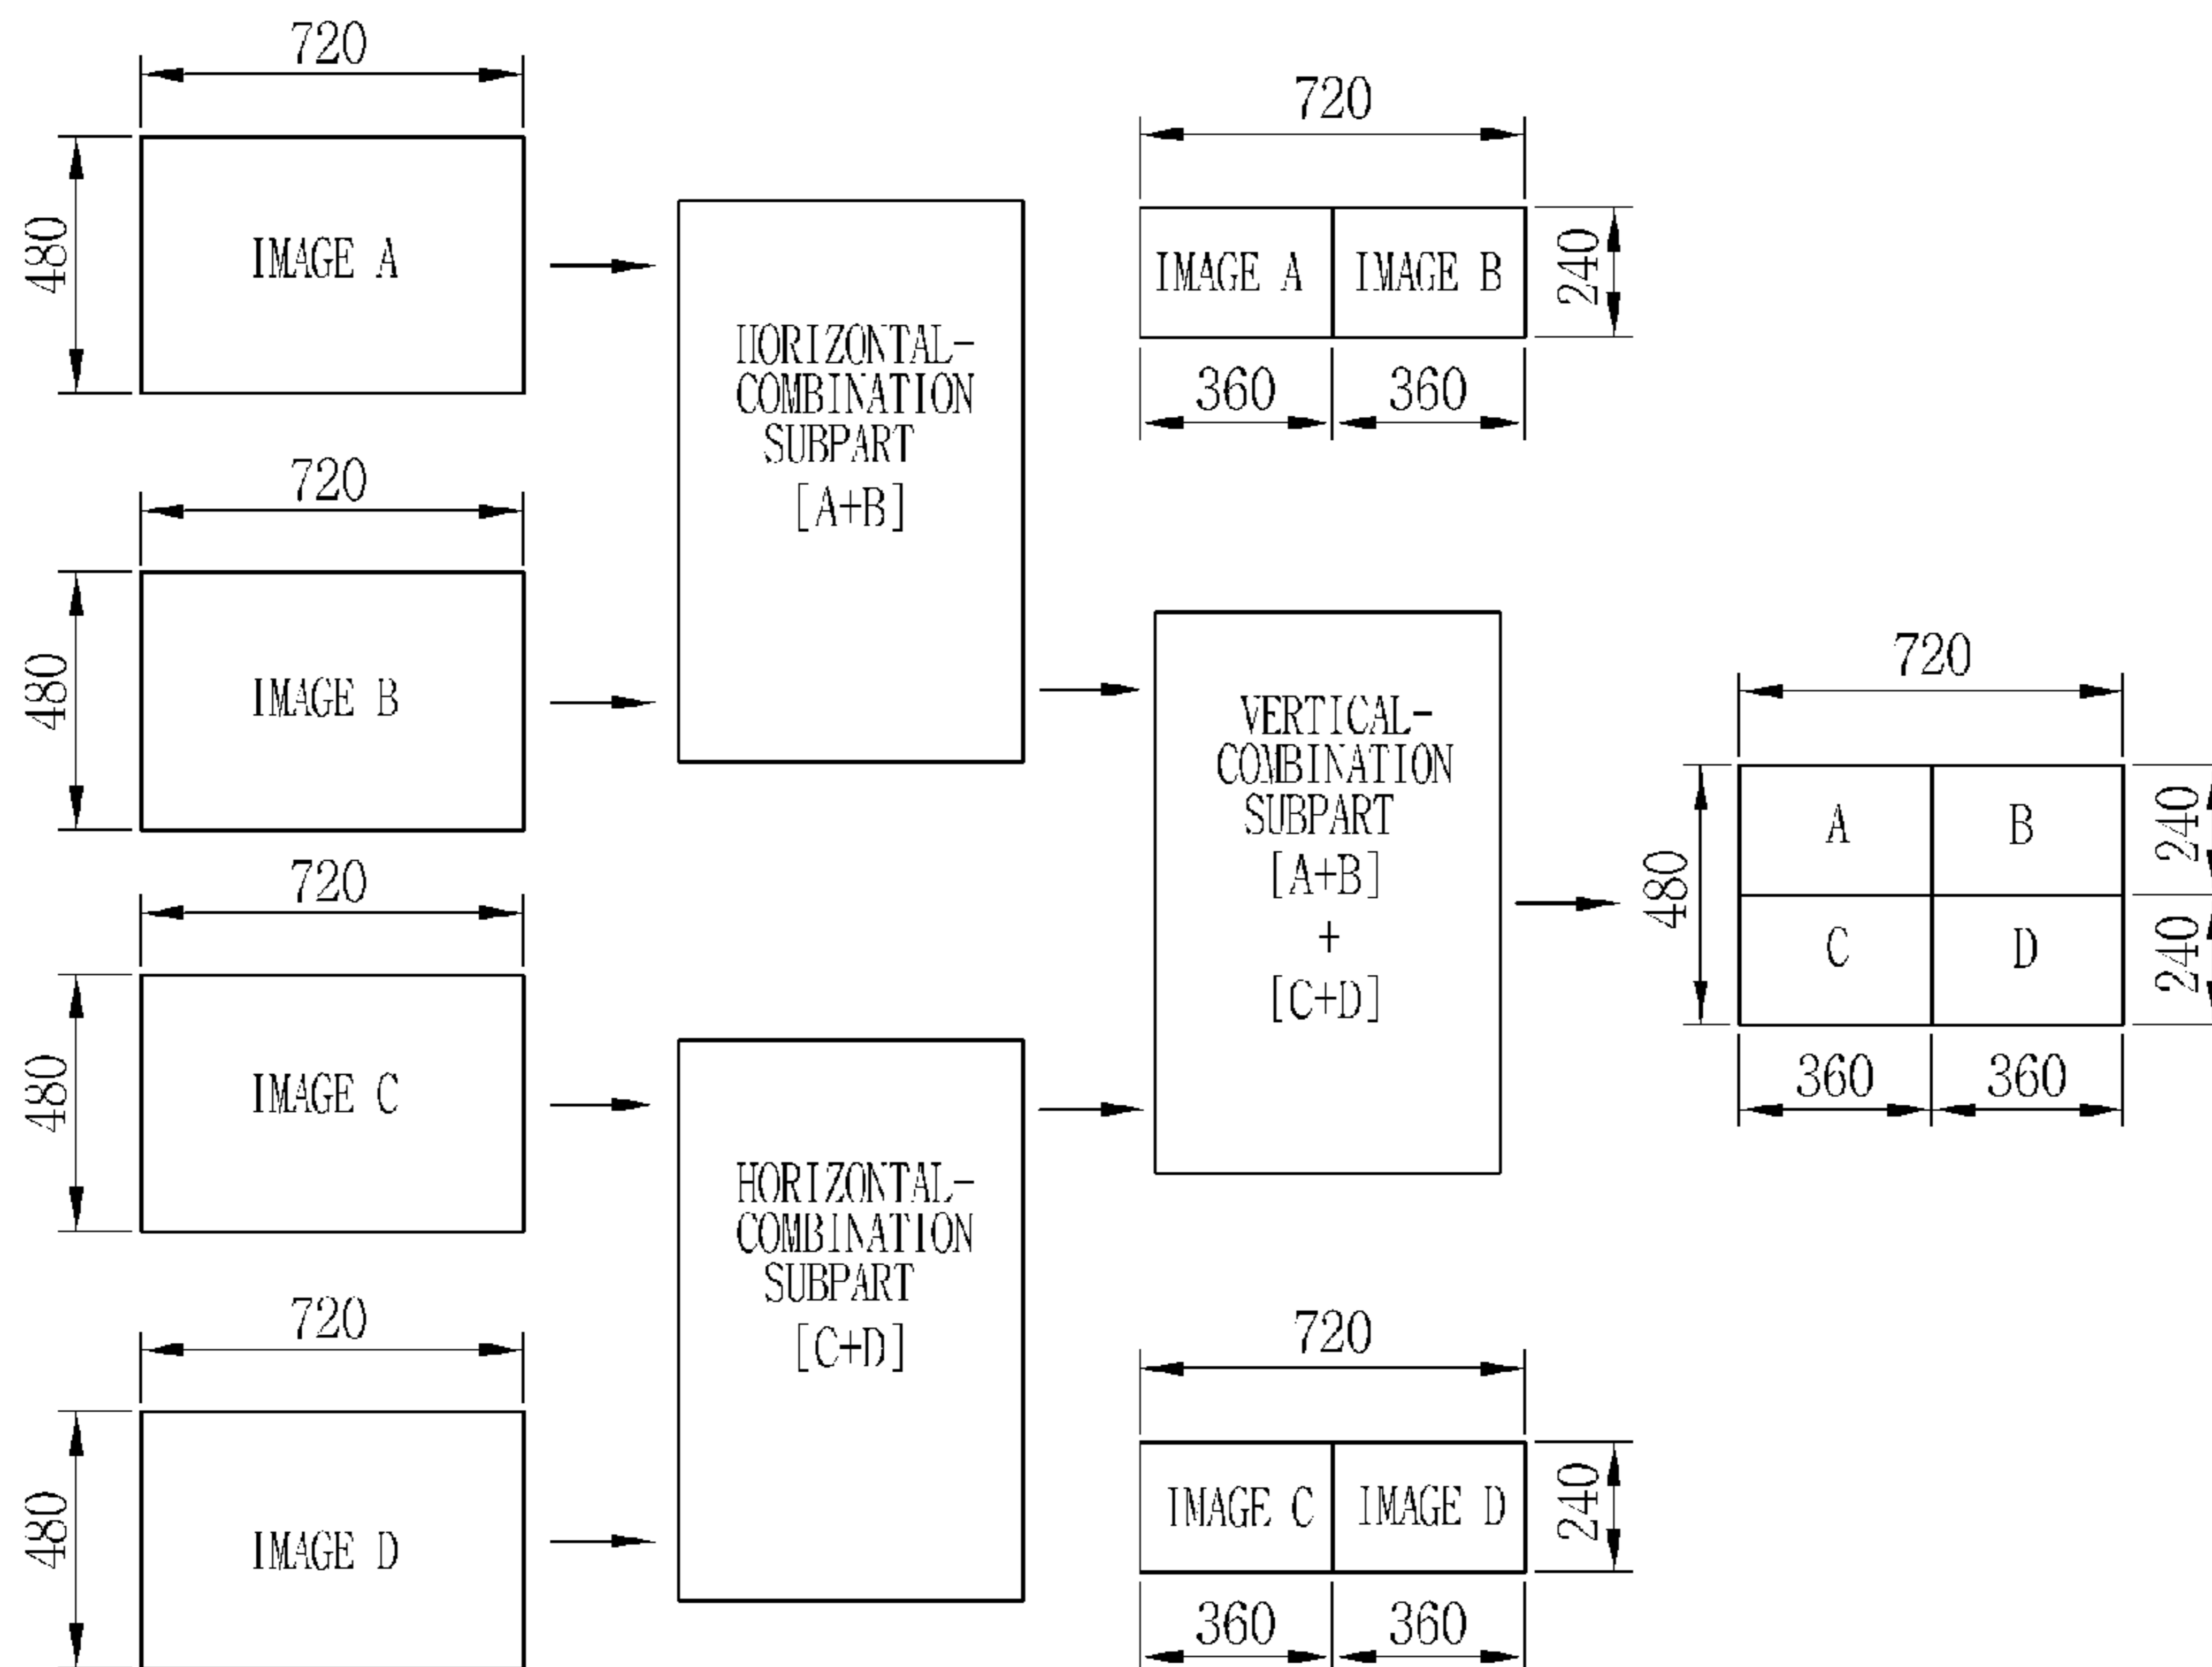 720
480
IMAGE A
720
480
IMAGE B
720
480
IMAGE C
720
480
IMAGE D
HORIZONTAL-
COMBINATION
SUBPART
[A+B]
HORIZONTAL-
COMBINATION
SUBPART
[C+D]
720
IMAGE A IMAGE B
240
360 360
VERTICAL-
COMBINATION
SUBPART
[A+B]
+
[C+D]
720
IMAGE C IMAGE D
240
360 360
720
480
A B
240
C D
240
360 360